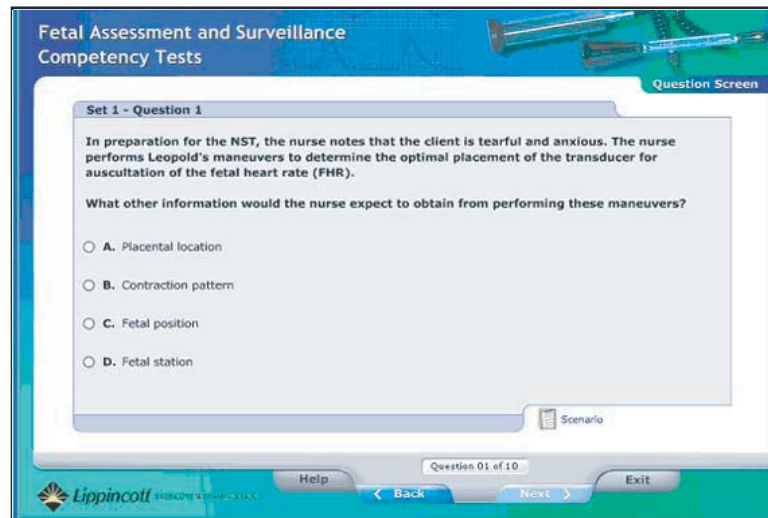 Fetal Assessment and Surveillance
Competency Tests
Question Screen
Set 1 - Question 1
In preparation for the NST, the nurse notes that the client is tearful and anxious. The nurse
performs Leopold's maneuvers to determine the optimal placement of the transducer for
auscultation of the fetal heart rate (FHR).
What other information would the nurse expect to obtain from performing these maneuvers?
A. Placental location
B. Contraction pattern
C. Fetal position
D. Fetal station
Scenario
Question 01 of 10
Help
Exit
< Back
Next >
Lippincott